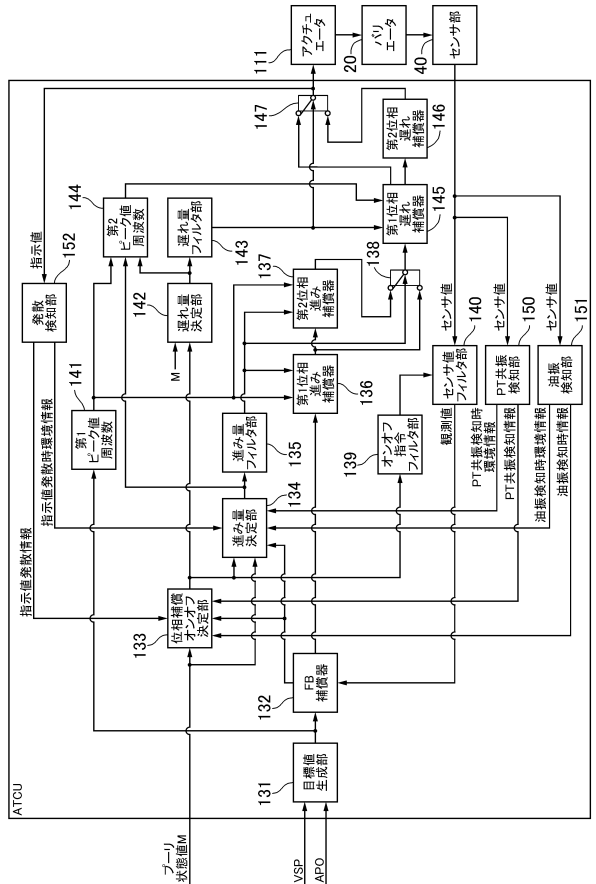 ATCU
プーリ
状態値M
VSP
APO
目標値
生成部
131
FB
補償器
132
位相補償
オンオフ
決定部
133
進み量
決定部
134
進み量
フィルタ部
135
第1位相
進み
補償器
136
第2位相
進み
補償器
137
138
オンオフ
指令
フィルタ部
139
センサ値
フィルタ部
140
第1
ピーク値
周波数
141
M
遅れ量
決定部
142
遅れ量
フィルタ部
143
第2
ピーク値
周波数
144
第1位相
遅れ
補償器
145
第2位相
遅れ
補償器
146
147
PT共振
検知部
150
油振
検知部
151
発散
検知部
152
指示値
指示値発散情報
指示値発散時環境情報
観測値
PT共振検知時
環境情報
PT共振検知情報
油振検知時環境情報
油振検知時情報
センサ値
センサ値
センサ値
アクチュ
エータ
111
バリ
エータ
20
センサ部
40